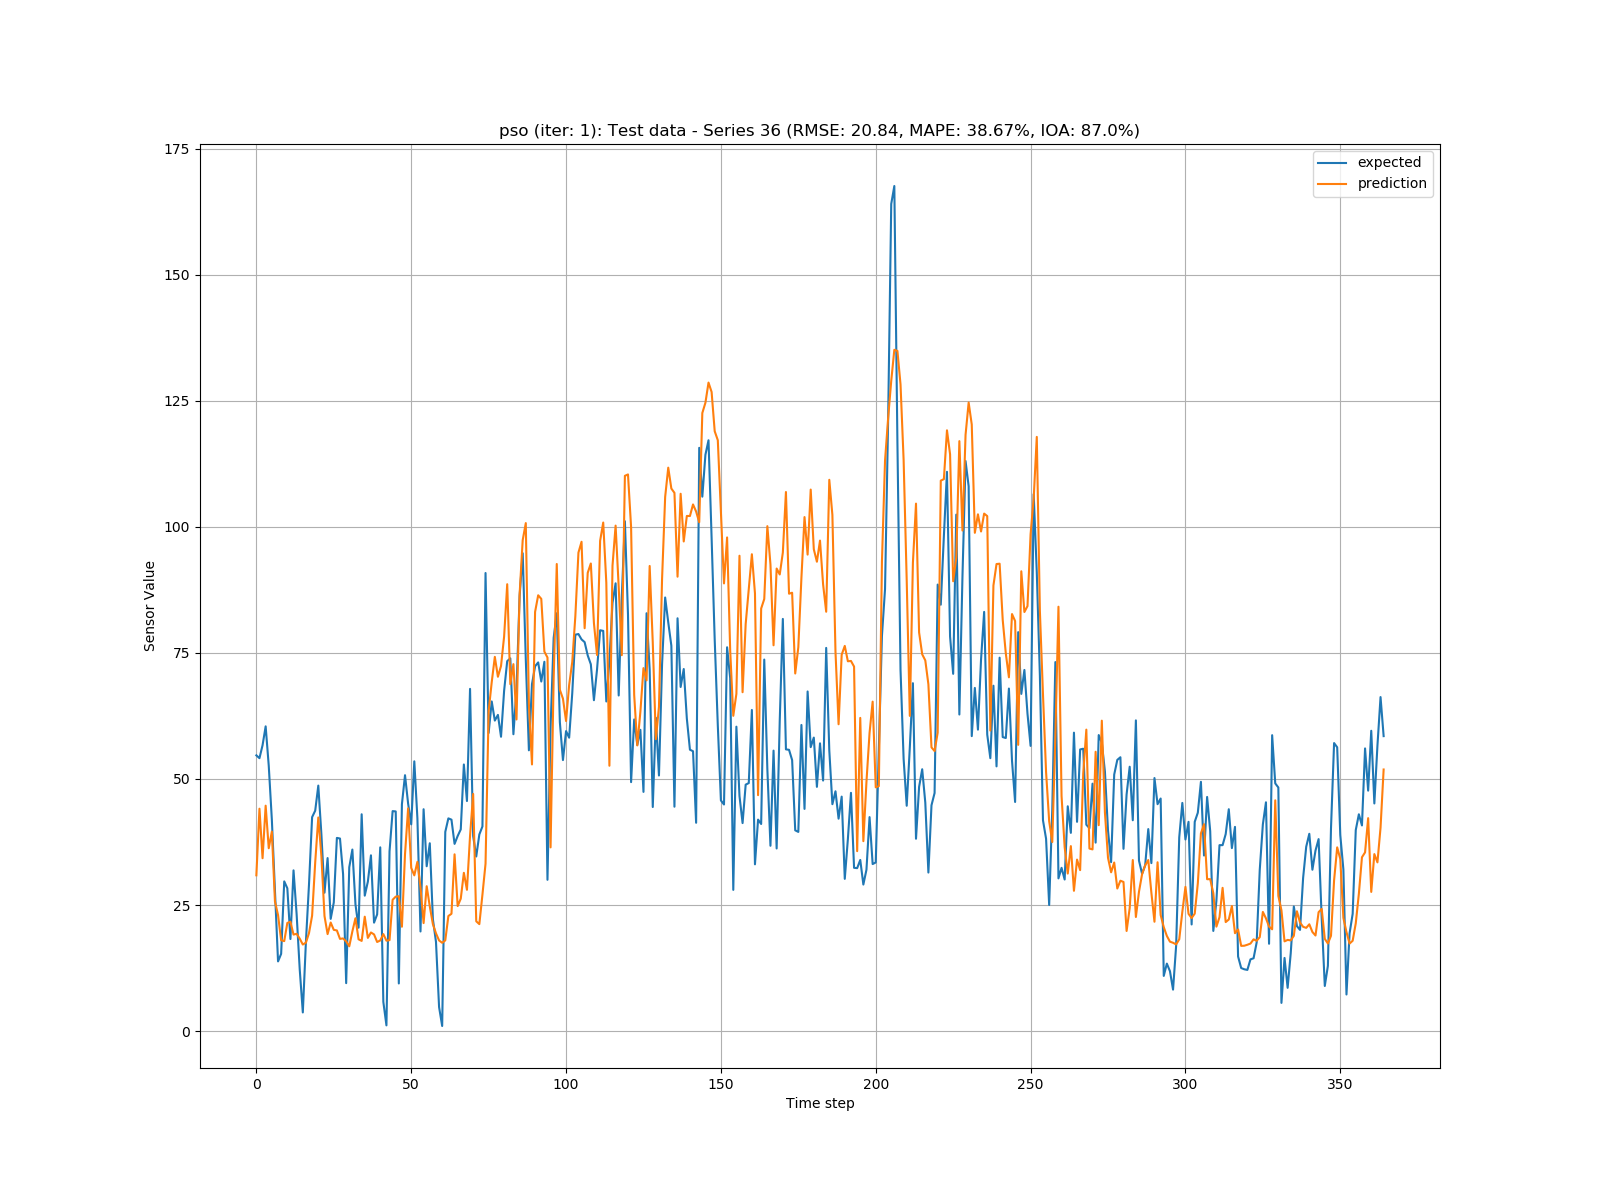 pso (iter: 1): Test data - Series 36 (RMSE: 20.84, MAPE: 38.67%, IOA: 87.0%)
175
150
125
100
75
50
25
0
Sensor Value
expected
prediction
0 50 100 150 200 250 300 350
Time step